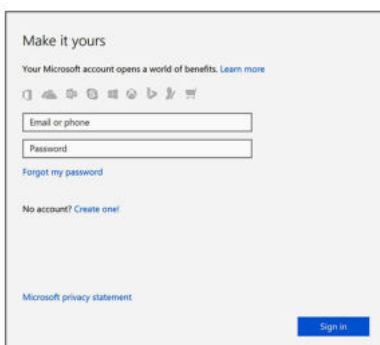 Make it yours
Your Microsoft account opens a world of benefits. Learn more
Email or phone
Password
Forgot my password
No account? Create one!
Microsoft privacy statement
Sign in